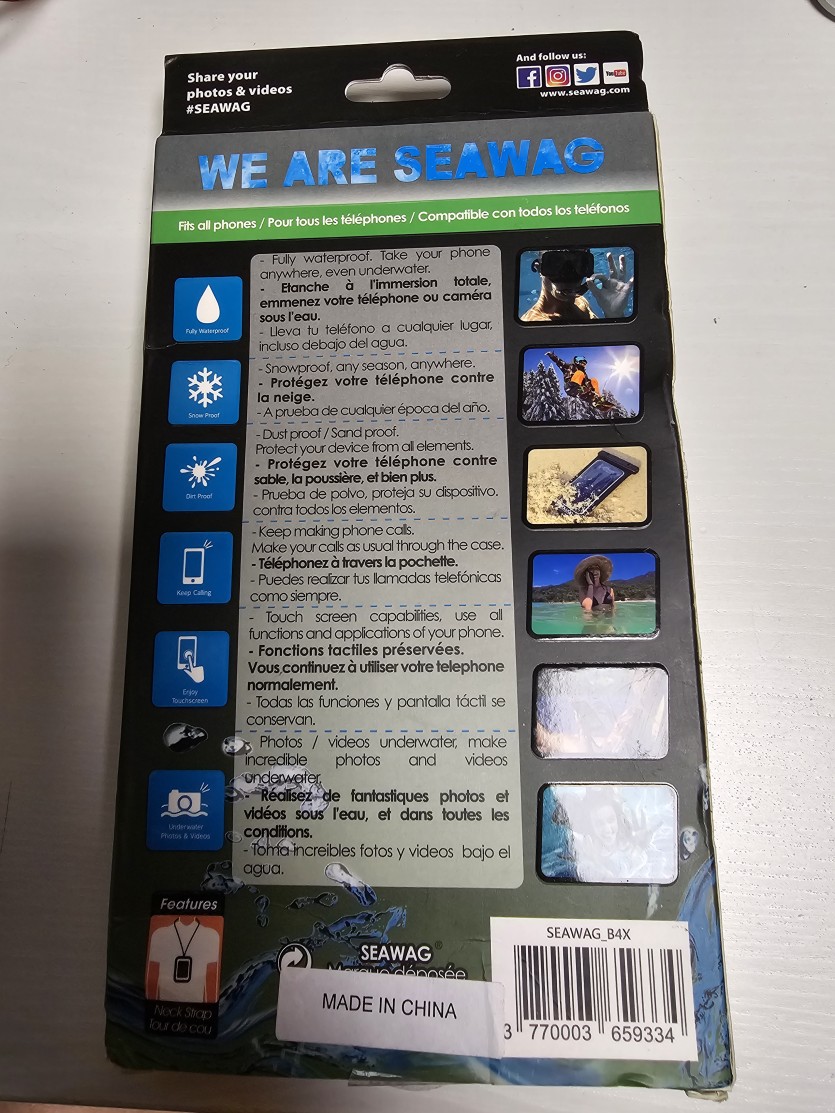 Share your
photos & videos
#SEAWAG
And follow us:
You Tube
www.seawag.com
WE ARE SEAWAG
Fits all phones / Pour tous les téléphones / Compatible con todos los teléfonos
Fully Waterproof
- Fully waterproof. Take your phone
anywhere, even underwater.
- Etanche à l'immersion totale,
emmenez votre téléphone ou caméra
sous l'eau.
- Lleva tu teléfono a cualquier lugar,
incluso debajo del agua.
Snow Proof
- Snowproof, any season, anywhere.
- Protégez votre téléphone contre
la neige.
- A prueba de cualquier época del año.
Dirt Proof
- Dust proof / Sand proof.
Protect your device from all elements.
- Protégez votre téléphone contre
sable, la poussière, et bien plus.
- Prueba de polvo, proteja su dispositivo.
contra todos los elementos.
Keep Calling
- Keep making phone calls.
Make your calls as usual through the case.
- Téléphonez à travers la pochette.
- Puedes realizar tus llamadas telefónicas
como siempre.
Enjoy
Touchscreen
- Touch screen capabilities, use all
functions and applications of your phone.
- Fonctions tactiles préservées.
Vous continuez à utiliser votre telephone
normalement.
- Todas las funciones y pantalla táctil se
conservan.
Underwater
Photos & Videos
- Photos / videos underwater, make
incredible photos and videos
underwater.
- Réalisez de fantastiques photos et
vidéos sous l'eau, et dans toutes les
conditions.
- Toma increibles fotos y videos bajo el
agua.
Features
Neck Strap
Tour de cou
SEAWAG®
Marque déposée
MADE IN CHINA
SEAWAG_B4X
3 770003 659334